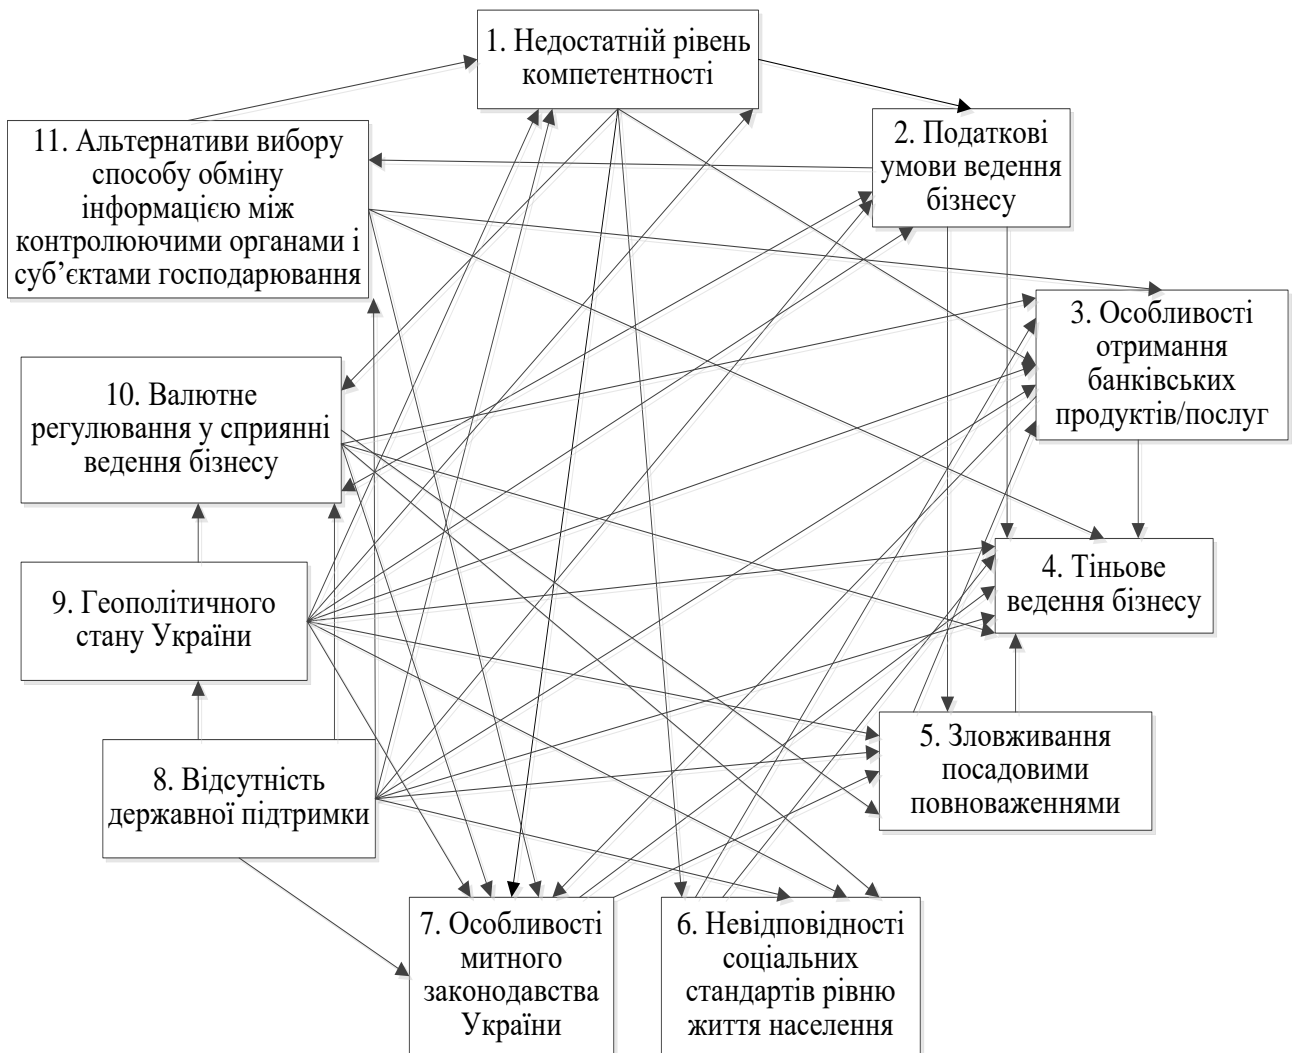 1. Недостатній рівень
компетентності
2. Податкові
умови ведення
бізнесу
3. Особливості
отримання
банківських
продуктів/послуг
4. Тіньове
ведення бізнесу
5. Зловживання
посадовими
повноваженнями
6. Невідповідності
соціальних
стандартів рівню
життя населення
7. Особливості
митного
законодавства
України
8. Відсутність
державної підтримки
9. Геополітичного
стану України
10. Валютне
регулювання у сприянні
ведення бізнесу
11. Альтернативи вибору
способу обміну
інформацією між
контролюючими органами і
суб’єктами господарювання